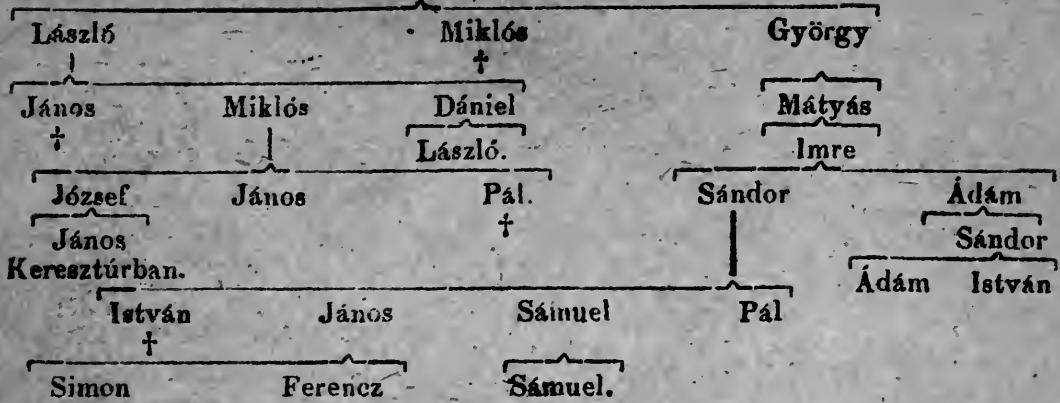 László Miklós György
†
János Miklós Dániel Mátyás
† László. Imre
József János Pál. Sándor Ádám
János † Sándor
Keresztúrban. Ádám István
István János Sámuel Pál
†
Simon Ferencz Sámuel.